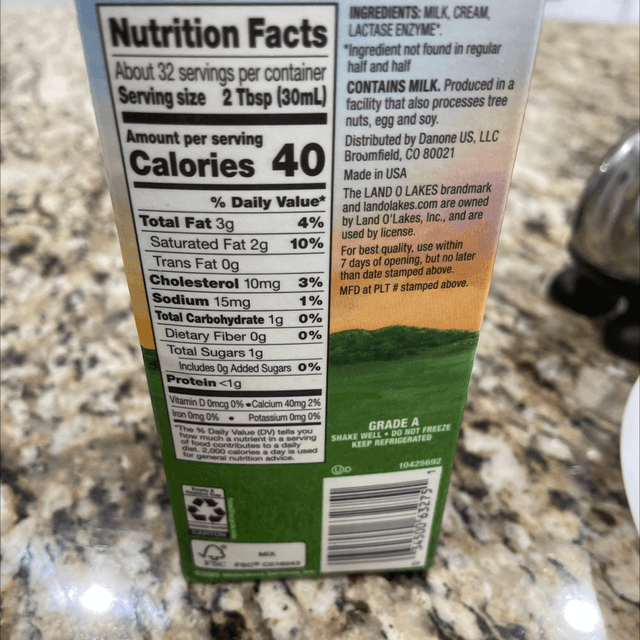 Nutrition Facts
About 32 servings per container
Serving size 2 Tbsp (30mL)
Amount per serving
Calories 40
% Daily Value*
Total Fat 3g 4%
Saturated Fat 2g 10%
Trans Fat 0g
Cholesterol 10mg 3%
Sodium 15mg 1%
Total Carbohydrate 1g 0%
Dietary Fiber 0g 0%
Total Sugars 1g
Includes 0g Added Sugars 0%
Protein <1g
Vitamin D 0mcg 0% • Calcium 40mg 2%
Iron 0mg 0% • Potassium 0mg 0%
*The % Daily Value (DV) tells you
how much a nutrient in a serving
of food contributes to a daily
diet. 2,000 calories a day is used
for general nutrition advice.
INGREDIENTS: MILK, CREAM,
LACTASE ENZYME*.
*Ingredient not found in regular
half and half
CONTAINS MILK. Produced in a
facility that also processes tree
nuts, egg and soy.
Distributed by Danone US, LLC
Broomfield, CO 80021
Made in USA
The LAND O LAKES brandmark
and landolakes.com are owned
by Land O'Lakes, Inc., and are
used by license.
For best quality, use within
7 days of opening, but no later
than date stamped above.
MFD at PLT # stamped above.
GRADE A
SHAKE WELL • DO NOT FREEZE
KEEP REFRIGERATED
10425692
CARTON
FSC
MIX